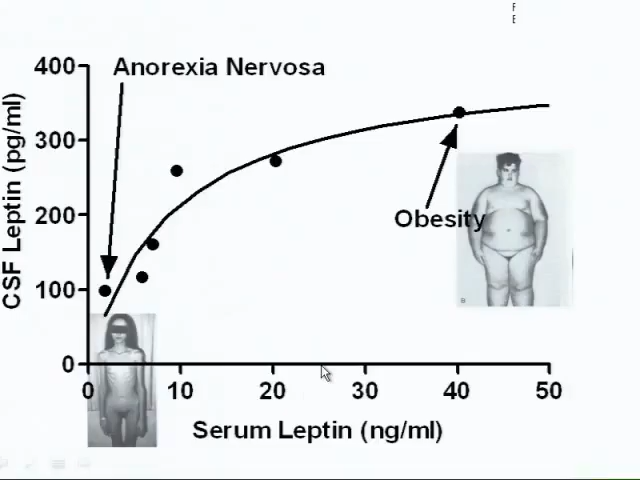 F
E
400
Anorexia Nervosa
300
200
100
0
CSF Leptin (pg/ml)
Obesity
0 10 20 30 40 50
Serum Leptin (ng/ml)